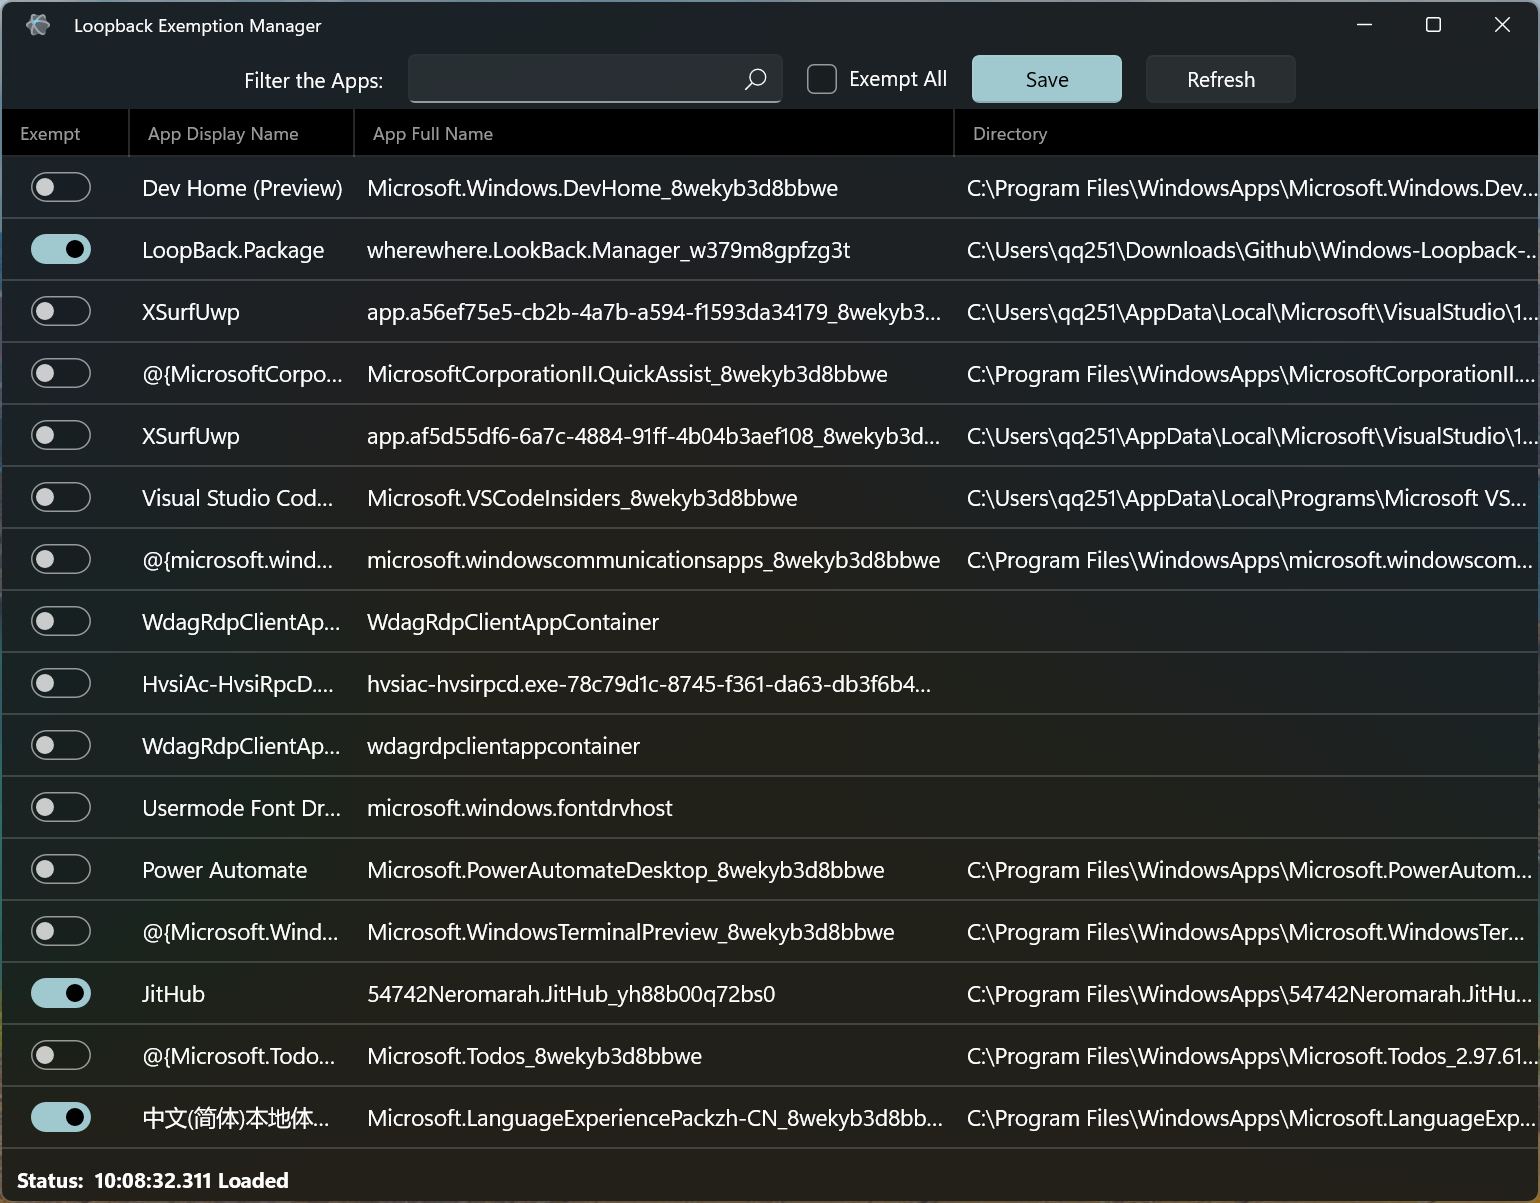 Loopback Exemption Manager
Filter the Apps: Exempt All Save Refresh
Exempt App Display Name App Full Name Directory
Dev Home (Preview) Microsoft.Windows.DevHome_8wekyb3d8bbwe C:\Program Files\WindowsApps\Microsoft.Windows.Dev...
LoopBack.Package wherewhere.LookBack.Manager_w379m8gpfzg3t C:\Users\qq251\Downloads\Github\Windows-Loopback-...
XSurfUwp app.a56ef75e5-cb2b-4a7b-a594-f1593da34179_8wekyb3... C:\Users\qq251\AppData\Local\Microsoft\VisualStudio\1...
@{MicrosoftCorpo... MicrosoftCorporationII.QuickAssist_8wekyb3d8bbwe C:\Program Files\WindowsApps\MicrosoftCorporationII....
XSurfUwp app.af5d55df6-6a7c-4884-91ff-4b04b3aef108_8wekyb3d... C:\Users\qq251\AppData\Local\Microsoft\VisualStudio\1...
Visual Studio Cod... Microsoft.VSCodeInsiders_8wekyb3d8bbwe C:\Users\qq251\AppData\Local\Programs\Microsoft VS...
@{microsoft.wind... microsoft.windowscommunicationsapps_8wekyb3d8bbwe C:\Program Files\WindowsApps\microsoft.windowscom...
WdagRdpClientAp... WdagRdpClientAppContainer
HvsiAc-HvsiRpcD.... hvsiac-hvsirpcd.exe-78c79d1c-8745-f361-da63-db3f6b4...
WdagRdpClientAp... wdagrdpclientappcontainer
Usermode Font Dr... microsoft.windows.fontdrvhost
Power Automate Microsoft.PowerAutomateDesktop_8wekyb3d8bbwe C:\Program Files\WindowsApps\Microsoft.PowerAutom...
@{Microsoft.Wind... Microsoft.WindowsTerminalPreview_8wekyb3d8bbwe C:\Program Files\WindowsApps\Microsoft.WindowsTer...
JitHub 54742Neromarah.JitHub_yh88b00q72bs0 C:\Program Files\WindowsApps\54742Neromarah.JitHu...
@{Microsoft.Todo... Microsoft.Todos_8wekyb3d8bbwe C:\Program Files\WindowsApps\Microsoft.Todos_2.97.61...
中文(简体)本地体... Microsoft.LanguageExperiencePackzh-CN_8wekyb3d8bb... C:\Program Files\WindowsApps\Microsoft.LanguageExp...
Status: 10:08:32.311 Loaded